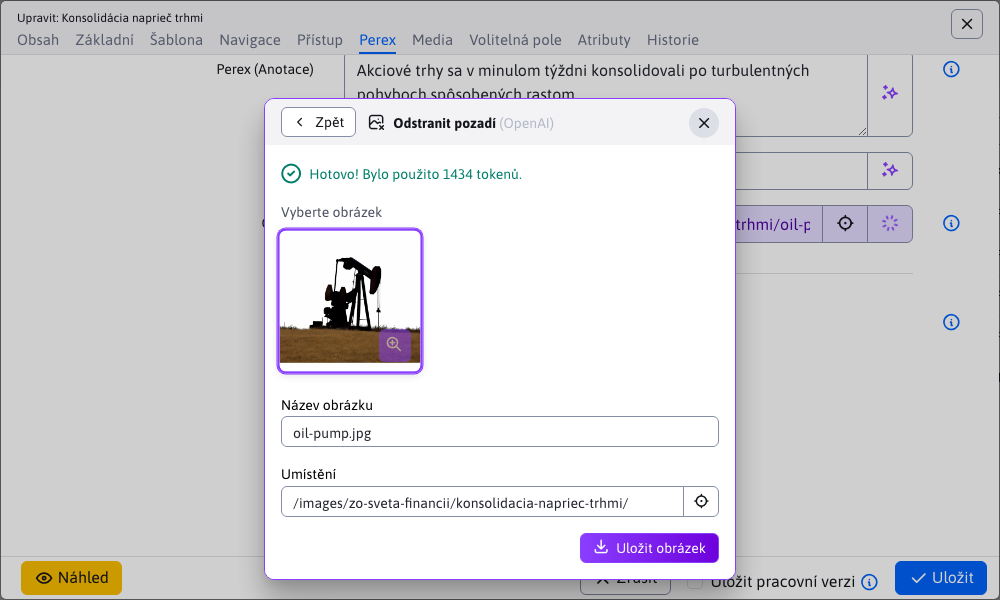 Upravit: Konsolidácia naprieč trhmi
Obsah Základní Šablona Navigace Přístup Perex Media Volitelná pole Atributy Historie
Perex (Anotace)
Akciové trhy sa v minulom týždni konsolidovali po turbulentných
pohyboch spôsobených rastom
Zpět
Odstranit pozadí (OpenAI)
Hotovo! Bylo použito 1434 tokenů.
Vyberte obrázek
trhmi/oil-p
Název obrázku
oil-pump.jpg
Umístění
/images/zo-sveta-financii/konsolidacia-napriec-trhmi/
Uložit obrázek
Náhled
Zrušit
Uložit pracovní verzi
Uložit